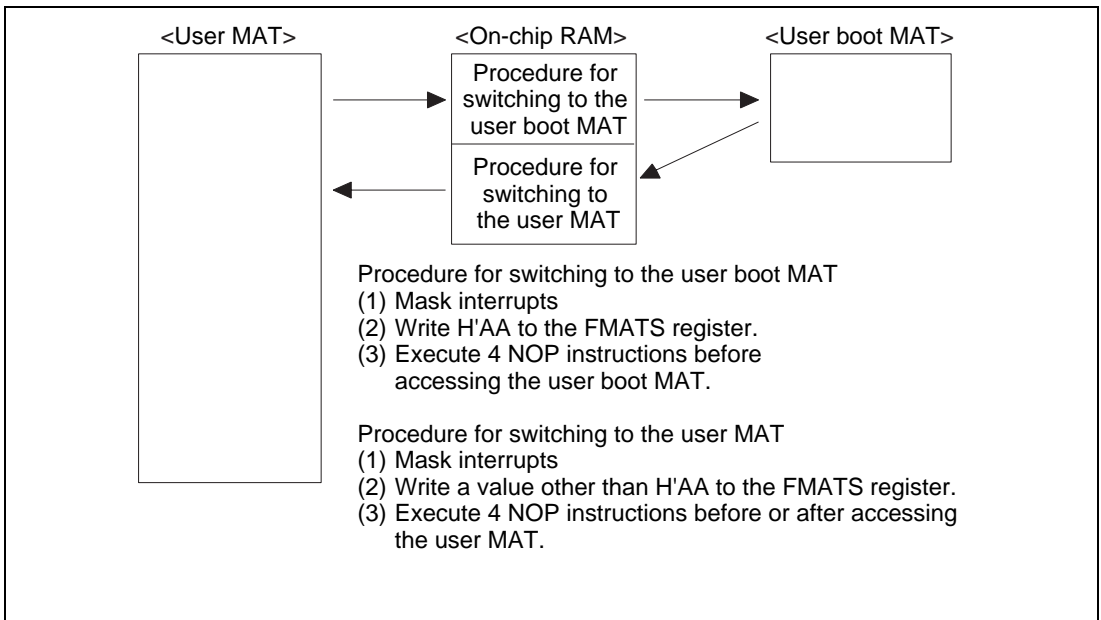 <User MAT>
<On-chip RAM>
<User boot MAT>
Procedure for
switching to the
user boot MAT
Procedure for
switching to
the user MAT
Procedure for switching to the user boot MAT
(1) Mask interrupts
(2) Write H'AA to the FMATS register.
(3) Execute 4 NOP instructions before
accessing the user boot MAT.
Procedure for switching to the user MAT
(1) Mask interrupts
(2) Write a value other than H'AA to the FMATS register.
(3) Execute 4 NOP instructions before or after accessing
the user MAT.